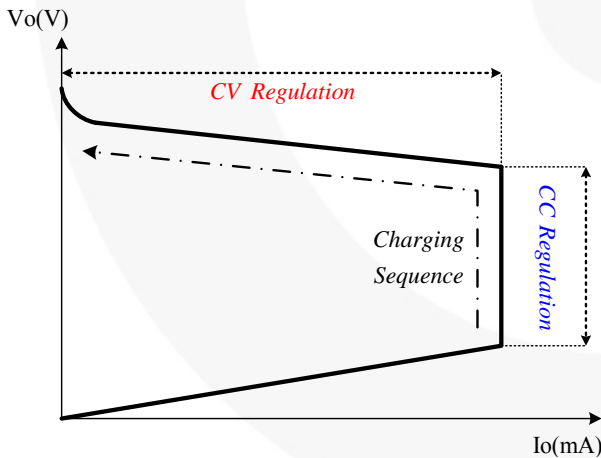 Vo(V)
CV Regulation
Charging
Sequence
CC Regulation
Io(mA)